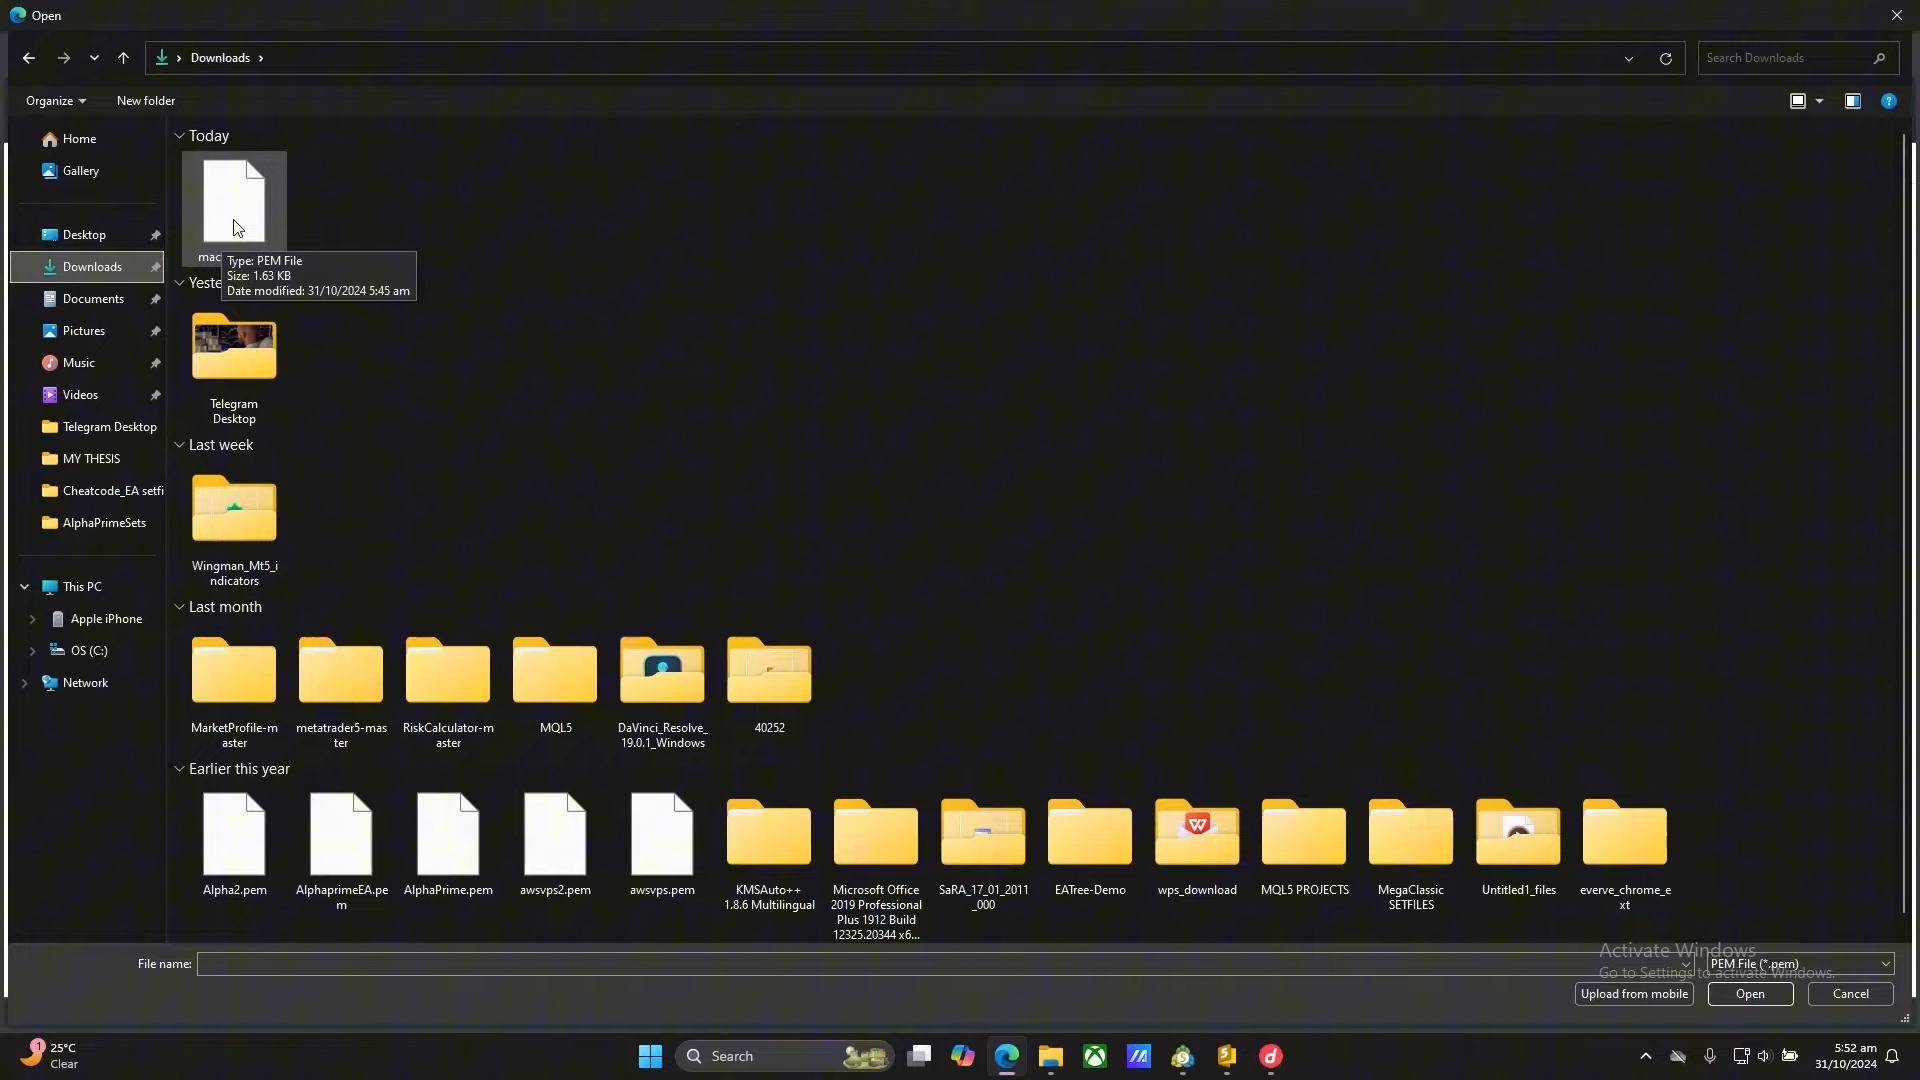 Open
Downloads
Search Downloads
Organize
New folder
Home
Gallery
Desktop
Downloads
Documents
Pictures
Music
Videos
Telegram Desktop
MY THESIS
Cheatcode_EA setfi
AlphaPrimeSets
This PC
Apple iPhone
OS (C:)
Network
Today
mac
Type: PEM File
Size: 1.63 KB
Date modified: 31/10/2024 5:45 am
Yeste
Telegram
Desktop
Last week
Wingman_Mt5_i
ndicators
Last month
MarketProfile-m
aster
metatrader5-mas
ter
RiskCalculator-m
aster
MQL5
DaVinci_Resolve_
19.0.1_Windows
40252
Earlier this year
Alpha2.pem
AlphaprimeEA.pe
m
AlphaPrime.pem
awsvps2.pem
awsvps.pem
KMSAuto++
1.8.6 Multilingual
Microsoft Office
2019 Professional
Plus 1912 Build
12325.20344 x6...
SaRA_17_01_2011
_000
EATree-Demo
wps_download
MQL5 PROJECTS
MegaClassic
SETFILES
Untitled1_files
everve_chrome_e
xt
Activate Windows
Go to Settings to activate Windows.
File name:
PEM File (*.pem)
Upload from mobile
Open
Cancel
1
25°C
Clear
Search
5:52 am
31/10/2024